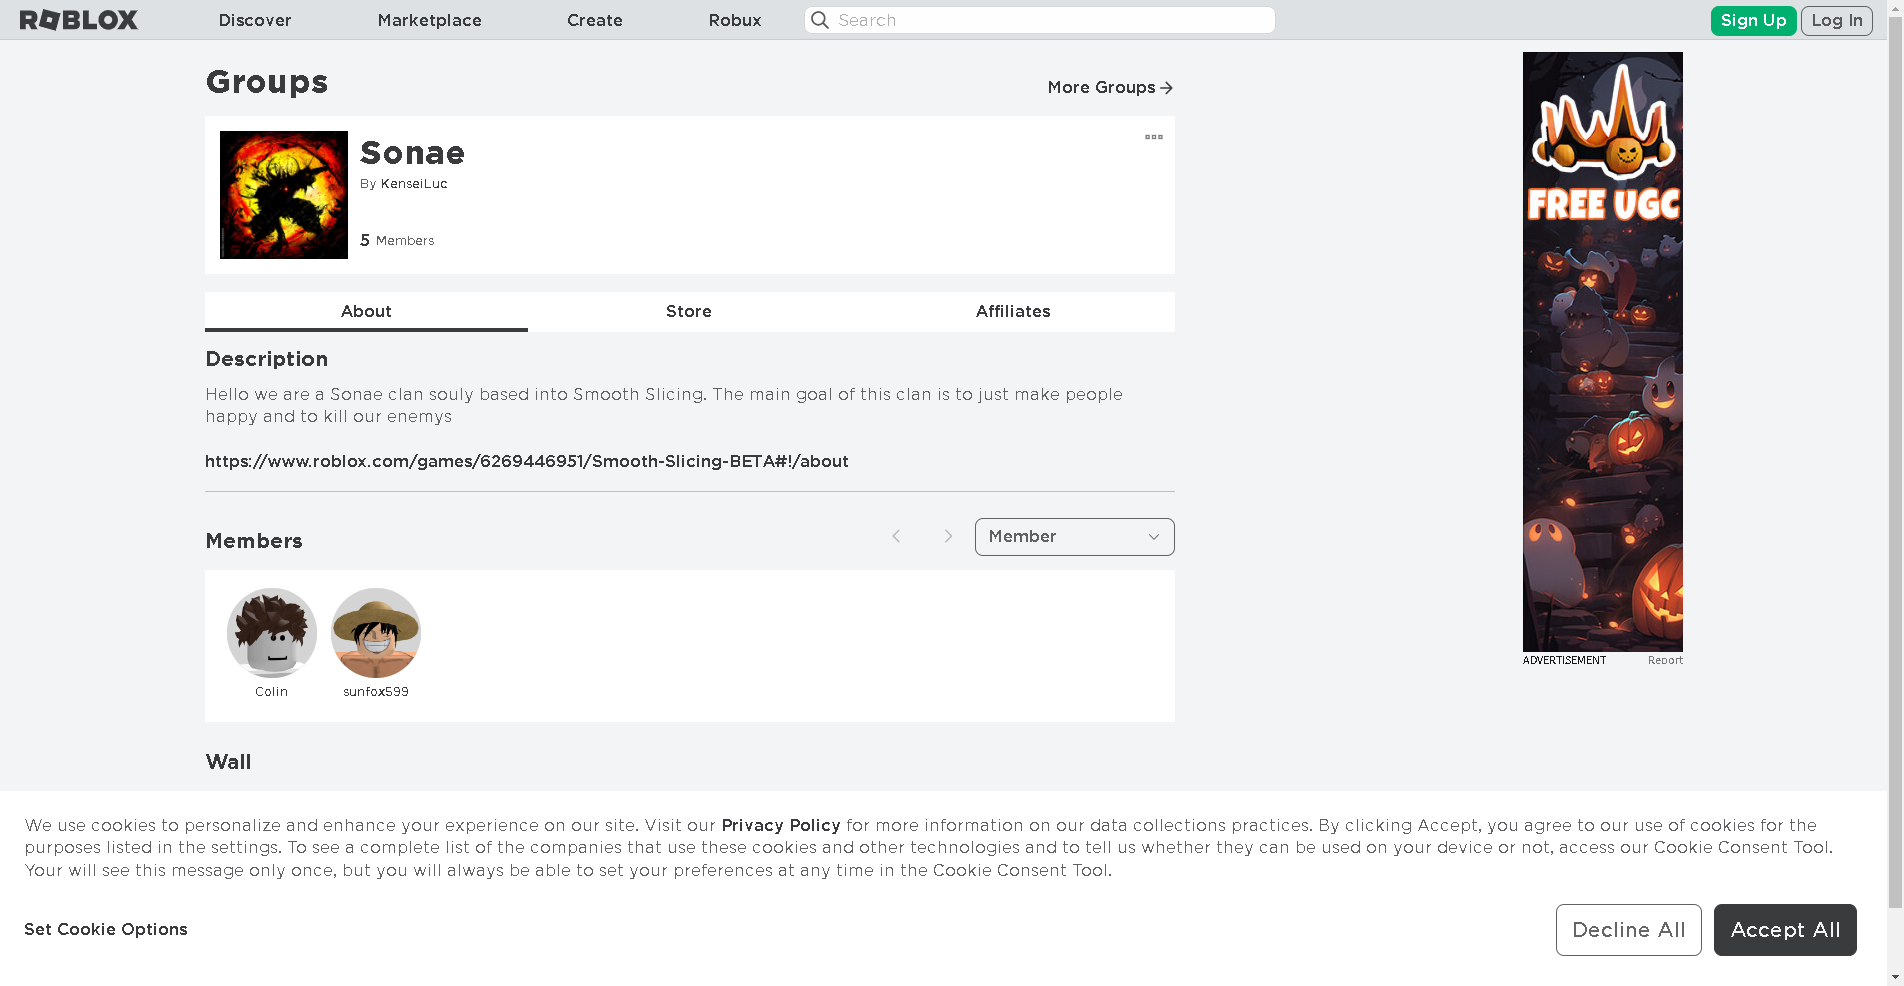 ROBLOX Discover Marketplace Create Robux Search Sign Up Log In
Groups
More Groups
Sonae
By KenseiLuc
5 Members
About Store Affiliates
Description
Hello we are a Sonae clan souly based into Smooth Slicing. The main goal of this clan is to just make people
happy and to kill our enemys
https://www.roblox.com/games/6269446951/Smooth-Slicing-BETA#!/about
Members
Member
Colin sunfox599
Wall
FREE UGC
ADVERTISEMENT Report
We use cookies to personalize and enhance your experience on our site. Visit our Privacy Policy for more information on our data collections practices. By clicking Accept, you agree to our use of cookies for the
purposes listed in the settings. To see a complete list of the companies that use these cookies and other technologies and to tell us whether they can be used on your device or not, access our Cookie Consent Tool.
Your will see this message only once, but you will always be able to set your preferences at any time in the Cookie Consent Tool.
Set Cookie Options
Decline All Accept All